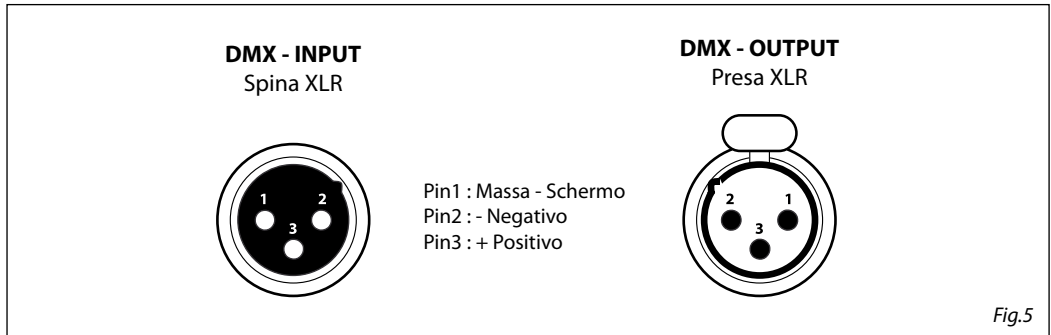 DMX - INPUT
Spina XLR
DMX - OUTPUT
Presa XLR
1 2
3
Pin1 : Massa - Schermo
Pin2 : - Negativo
Pin3 : + Positivo
2 1
3
Fig.5